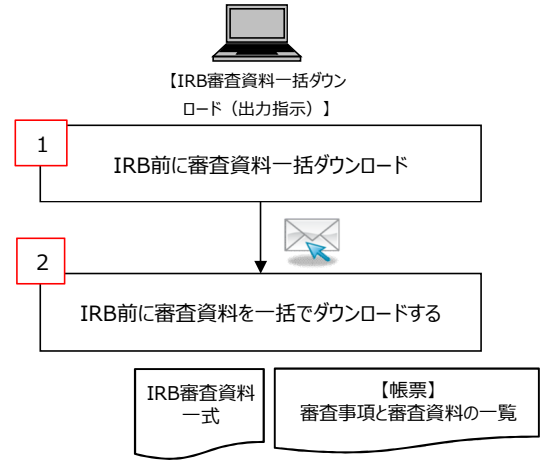 【IRB審査資料一括ダウン
ロード（出力指示）】
1
IRB前に審査資料一括ダウンロード
2
IRB前に審査資料を一括でダウンロードする
IRB審査資料
一式
【帳票】
審査事項と審査資料の一覧